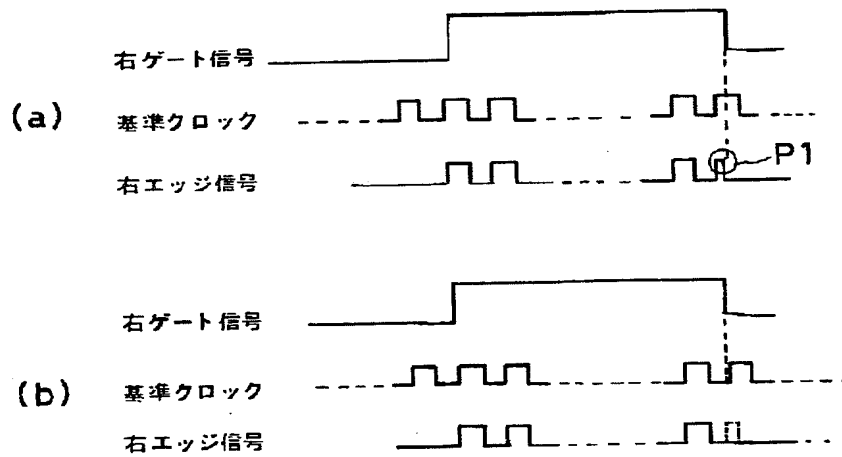 (a)
右ゲート信号
基準クロック
右エッジ信号
P1
(b)
右ゲート信号
基準クロック
右エッジ信号